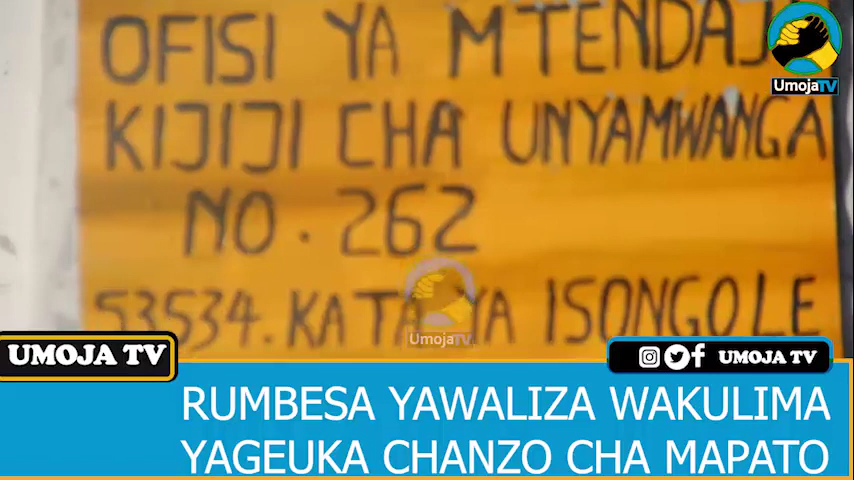 OFISI YA MTENDAJI
KIJIJI CHA UNYAMWANGA
NO. 262
53534. KATA YA ISONGOLE
UmojaTV
UmojaTV
UMOJA TV
UMOJA TV
RUMBESA YAWALIZA WAKULIMA
YAGEUKA CHANZO CHA MAPATO